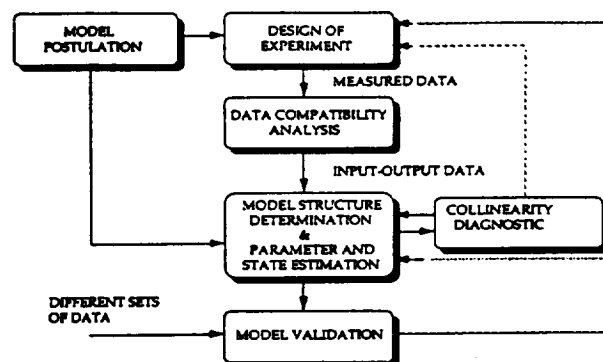 MODEL
POSTULATION
DESIGN OF
EXPERIMENT
MEASURED DATA
DATA COMPATIBILITY
ANALYSIS
INPUT-OUTPUT DATA
MODEL STRUCTURE
DETERMINATION
&
PARAMETER AND
STATE ESTIMATION
COLLINEARITY
DIAGNOSTIC
DIFFERENT SETS
OF DATA
MODEL VALIDATION